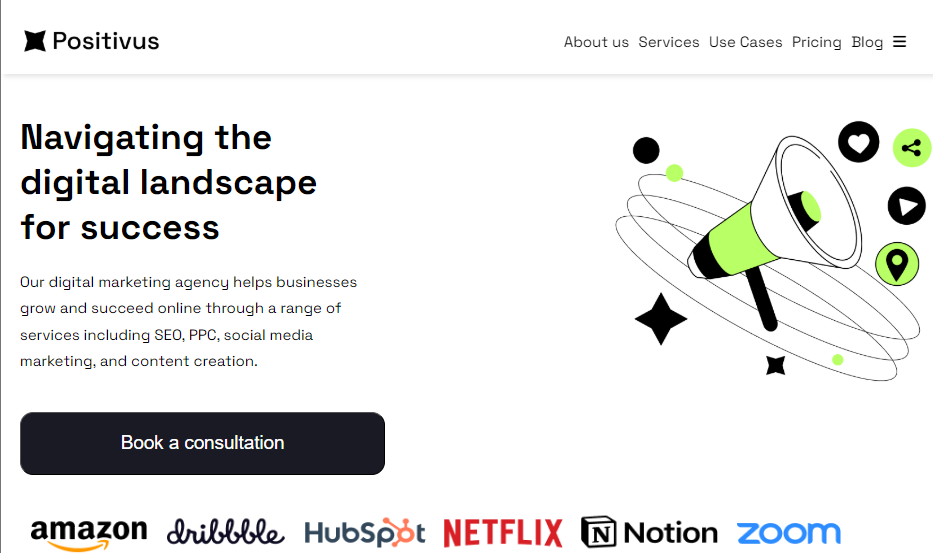 Positivus
About us Services Use Cases Pricing Blog
Navigating the
digital landscape
for success
Our digital marketing agency helps businesses
grow and succeed online through a range of
services including SEO, PPC, social media
marketing, and content creation.
Book a consultation
amazon dribbble HubSpot NETFLIX N Notion zoom